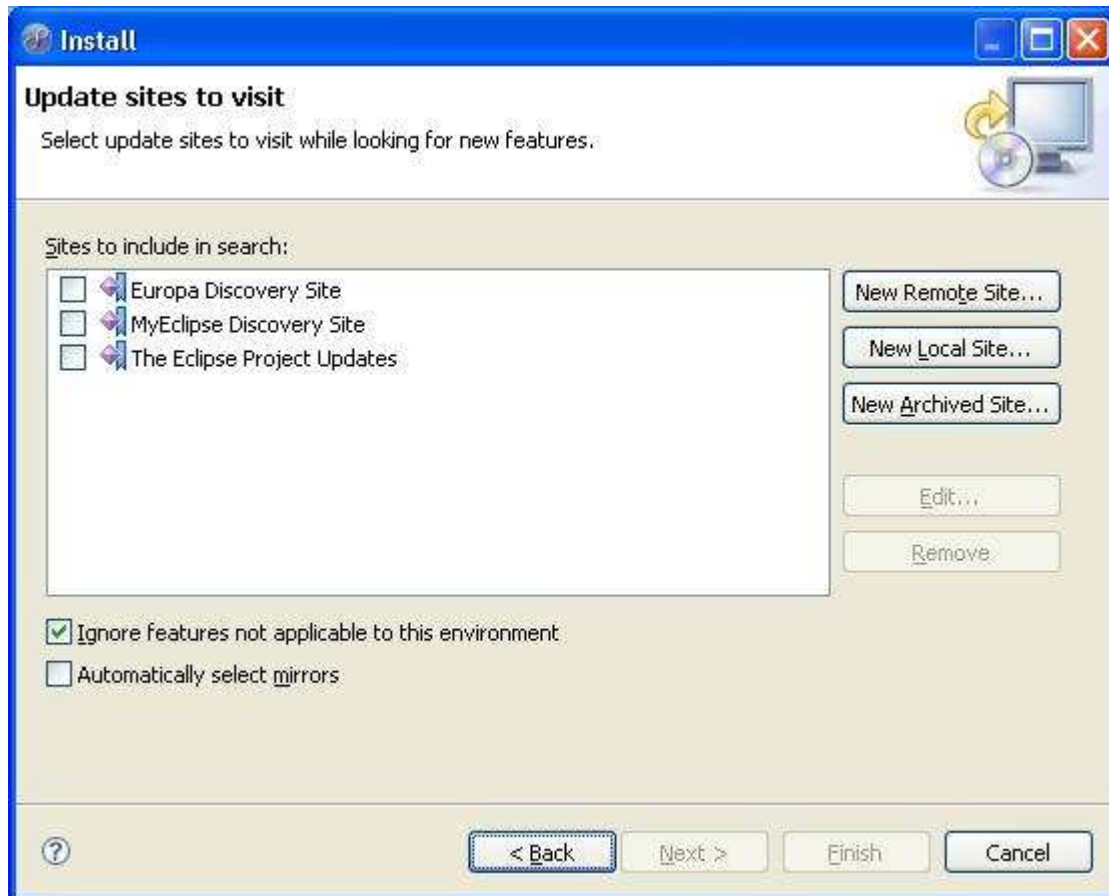 Install
Update sites to visit
Select update sites to visit while looking for new features.
Sites to include in search:
Europa Discovery Site
MyEclipse Discovery Site
The Eclipse Project Updates
New Remote Site...
New Local Site...
New Archived Site...
Edit...
Remove
Ignore features not applicable to this environment
Automatically select mirrors
?
< Back
Next >
Finish
Cancel